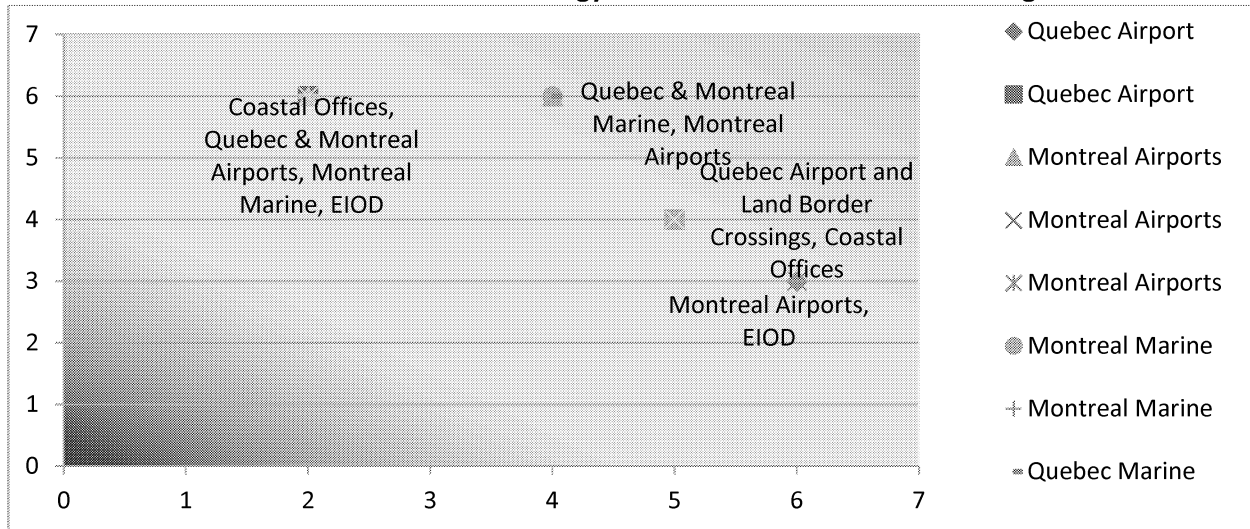 7
6
5
4
3
2
1
0
0 1 2 3 4 5 6 7
Coastal Offices,
Quebec & Montreal
Airports, Montreal
Marine, EIOD
Quebec & Montreal
Marine, Montreal
Airports
Quebec Airport and
Land Border
Crossings, Coastal
Offices
Montreal Airports,
EIOD
Quebec Airport
Quebec Airport
Montreal Airports
Montreal Airports
Montreal Airports
Montreal Marine
Montreal Marine
Quebec Marine